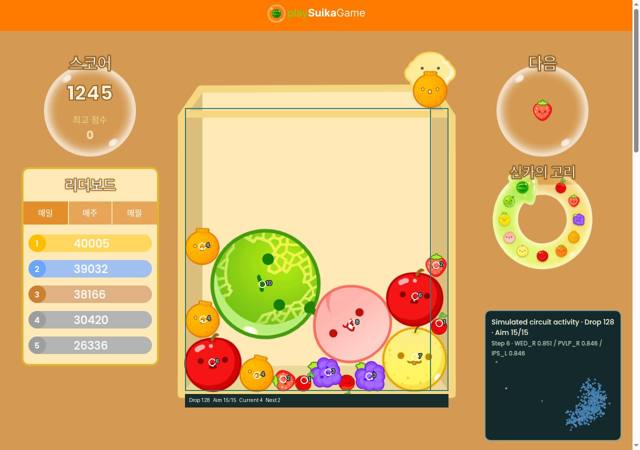 playSuikaGame
스코어
1245
최고 점수
0
리더보드
매일 매주 매월
1 40005
2 39032
3 38166
4 30420
5 26336
다음
신카의 고리
Simulated circuit activity · Drop 128
· Aim 15/15
Step 6 · WED_R 0.851 / PVLP_R 0.846 /
IPS_L 0.846
Drop 128 Aim 15/15 Current 4 Next 2